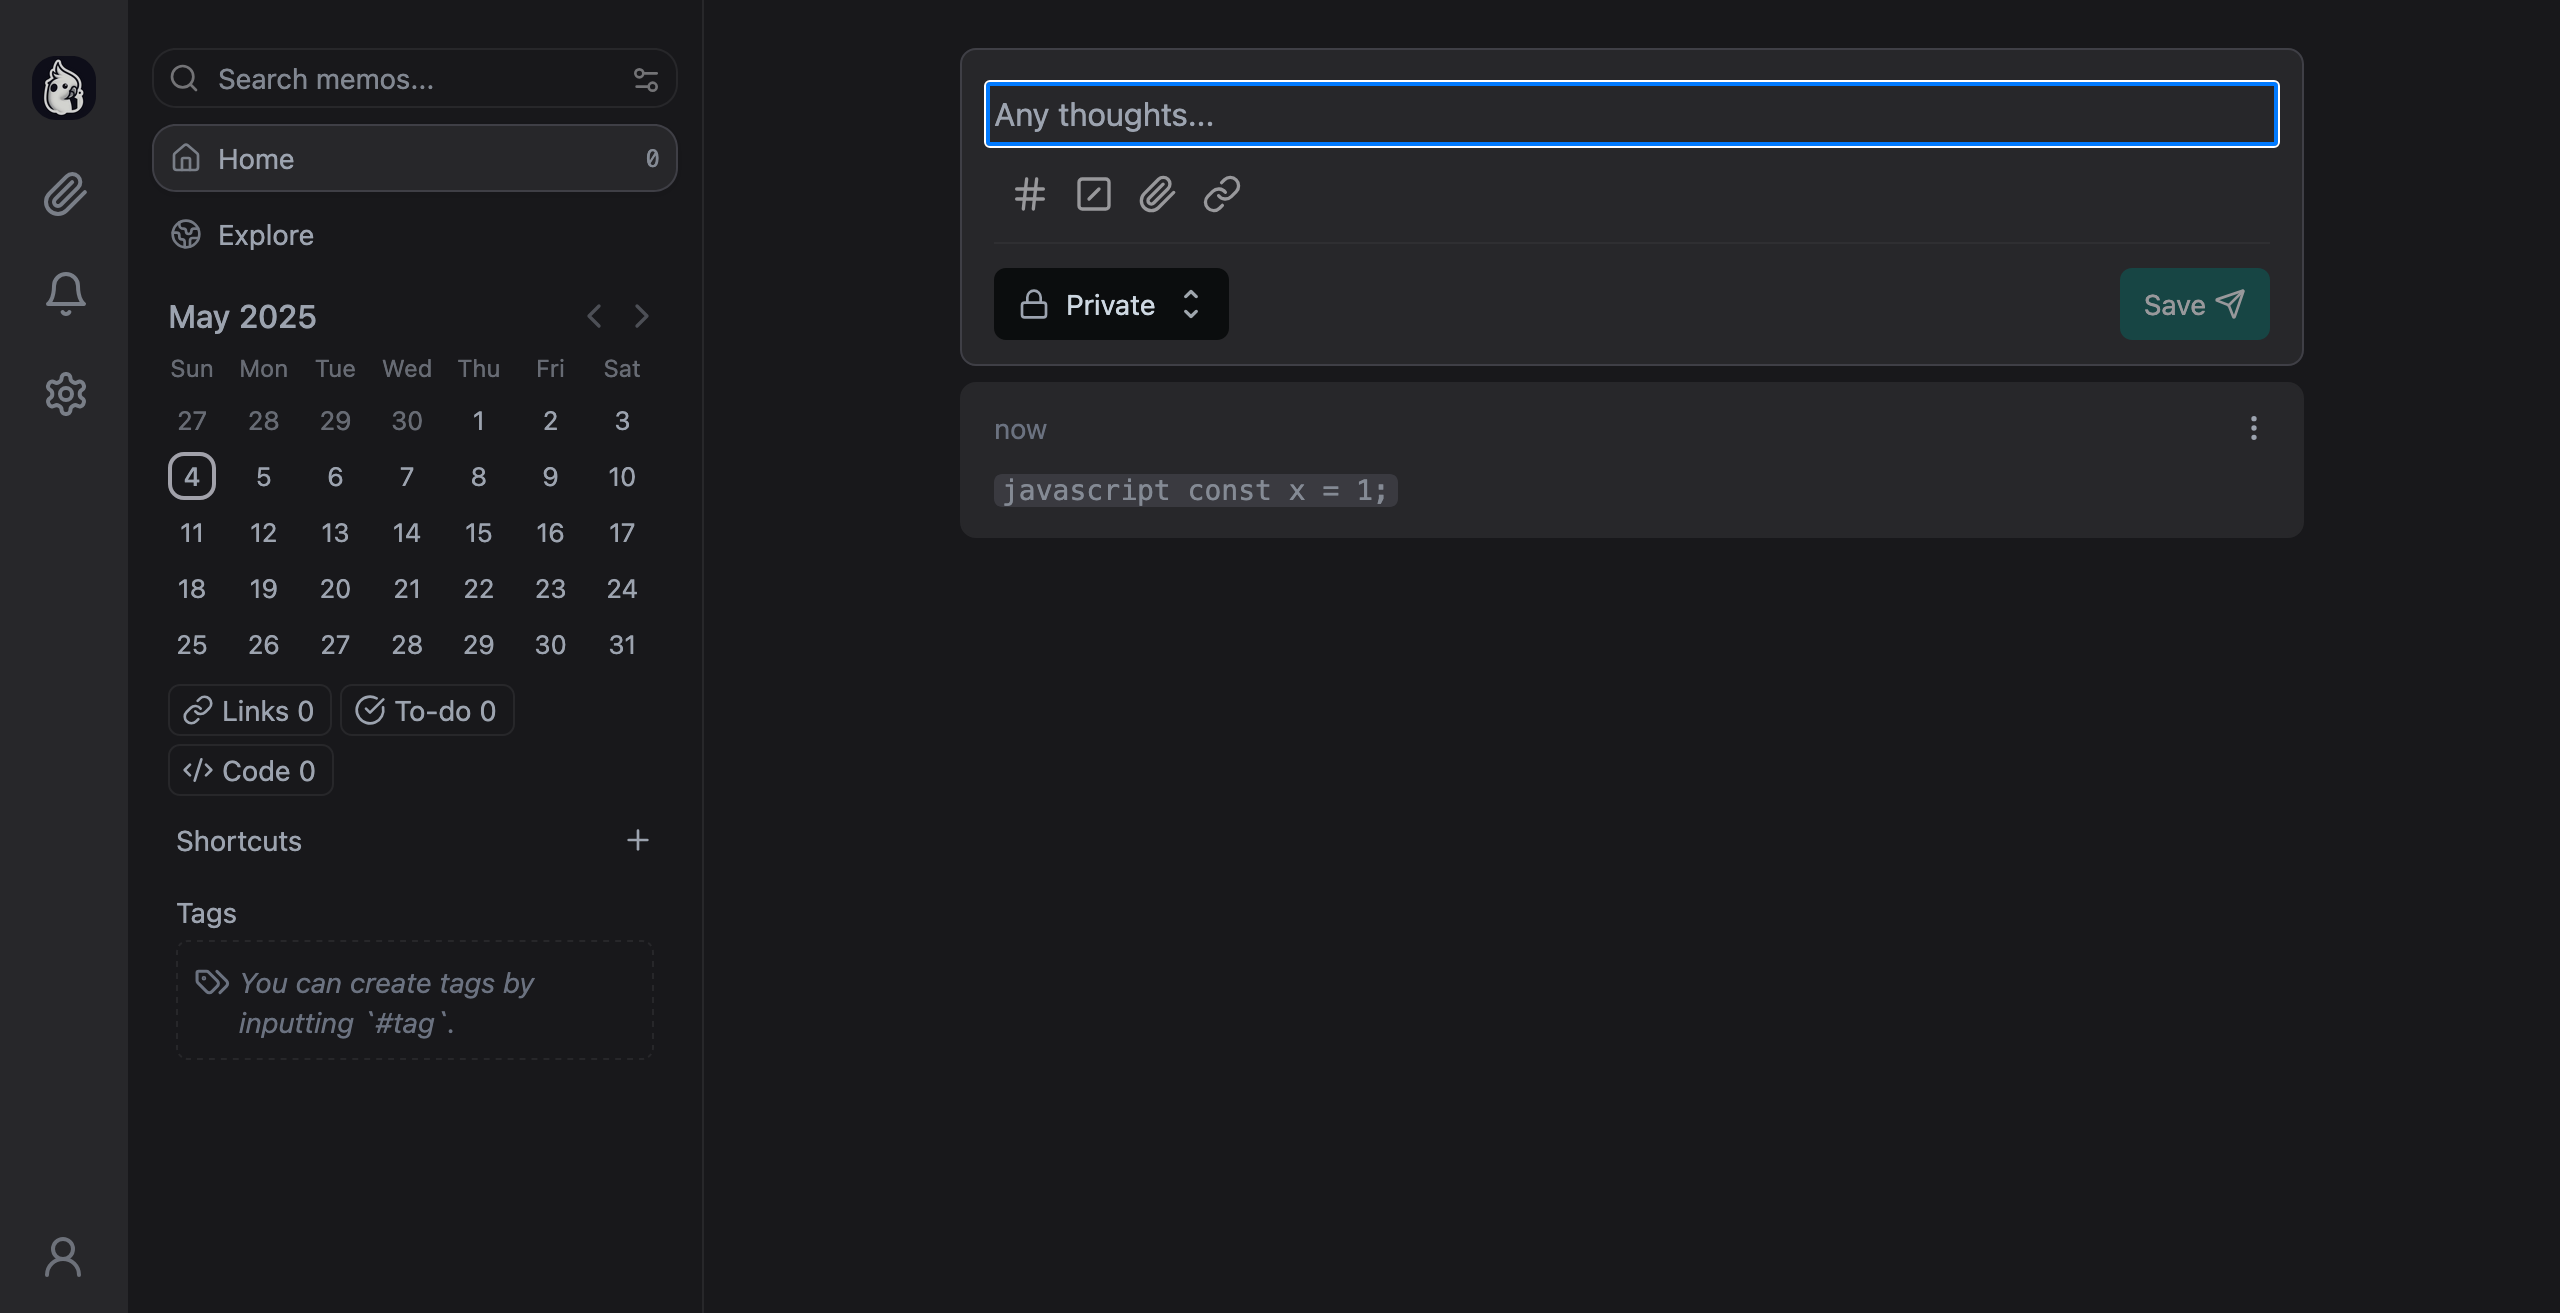 Search memos...
Home 0
Explore
May 2025
Sun Mon Tue Wed Thu Fri Sat
27 28 29 30 1 2 3
4 5 6 7 8 9 10
11 12 13 14 15 16 17
18 19 20 21 22 23 24
25 26 27 28 29 30 31
Links 0 To-do 0
Code 0
Shortcuts
Tags
You can create tags by
inputting `#tag`.
Any thoughts...
Private Save
now
javascript const x = 1;